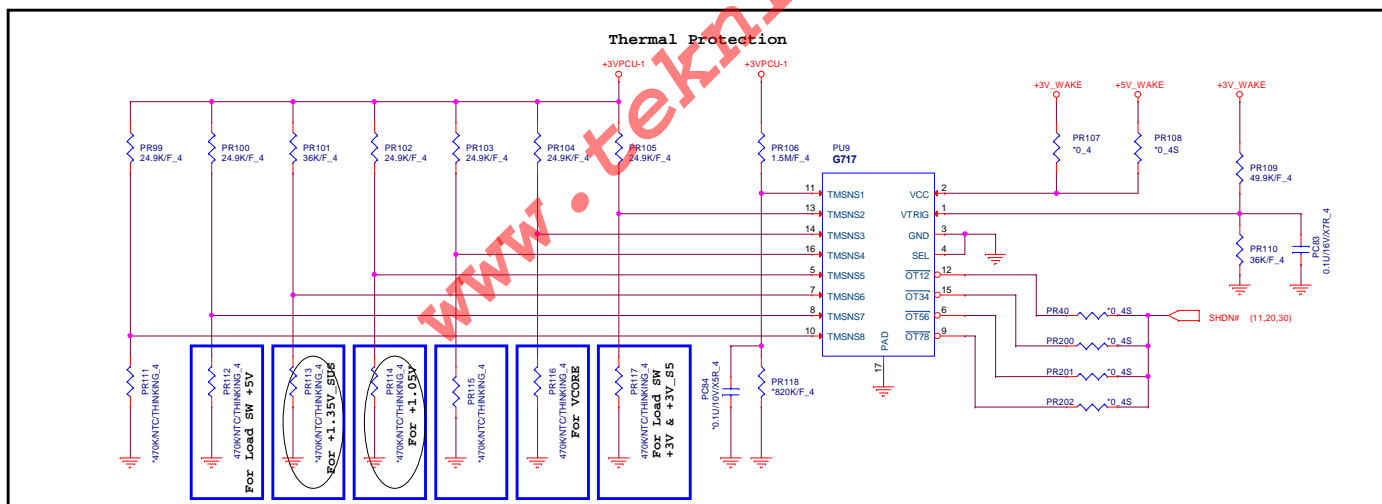 Thermal Protection
+3VPCU-1
+3VPCU-1
+3V_WAKE
+5V_WAKE
+3V_WAKE
PR99
24.9K/F_4
PR100
24.9K/F_4
PR101
36K/F_4
PR102
24.9K/F_4
PR103
24.9K/F_4
PR104
24.9K/F_4
PR105
24.9K/F_4
PR106
1.5M/F_4
PU9
G717
PR107
*0_4
PR108
*0_4S
PR109
49.9K/F_4
11 TMSNS1 VCC 2
13 TMSNS2 VTRIG 1
14 TMSNS3 GND 3
16 TMSNS4 SEL 4
5 TMSNS5 OT12 12
7 TMSNS6 OT34 15
8 TMSNS7 OT56 6
10 TMSNS8 OT78 9
PAD
17
PR110
36K/F_4
PC83
0.1U/16V/X7R_4
PR40 *0_4S
PR200 *0_4S
PR201 *0_4S
PR202 *0_4S
SHDN# (11,20,30)
PR111
*470K/NTC/THINKING_4
PR112
470K/NTC/THINKING_4
For Load SW +5V
PR113
*470K/NTC/THINKING_4
For +1.35V_SUS
PR114
*470K/NTC/THINKING_4
For +1.05V
PR115
*470K/NTC/THINKING_4
PR116
470K/NTC/THINKING_4
For VCORE
PR117
470K/NTC/THINKING_4
For Load SW
+3V & +3V_S5
PC84
*0.1U/10V/X5R_4
PR118
*820K/F_4
www.tekni